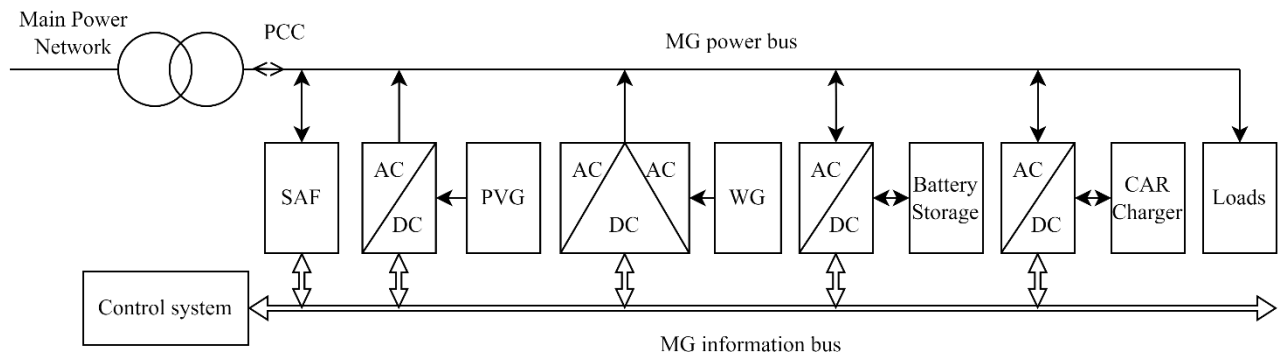 Main Power
Network
PCC
MG power bus
SAF
AC
DC
PVG
AC
AC
DC
WG
AC
DC
Battery
Storage
AC
DC
CAR
Charger
Loads
Control system
MG information bus